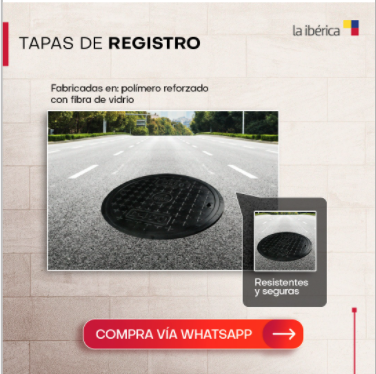 TAPAS DE REGISTRO
la ibérica
Fabricadas en: polímero reforzado
con fibra de vidrio
Resistentes
y seguras
COMPRA VÍA WHATSAPP